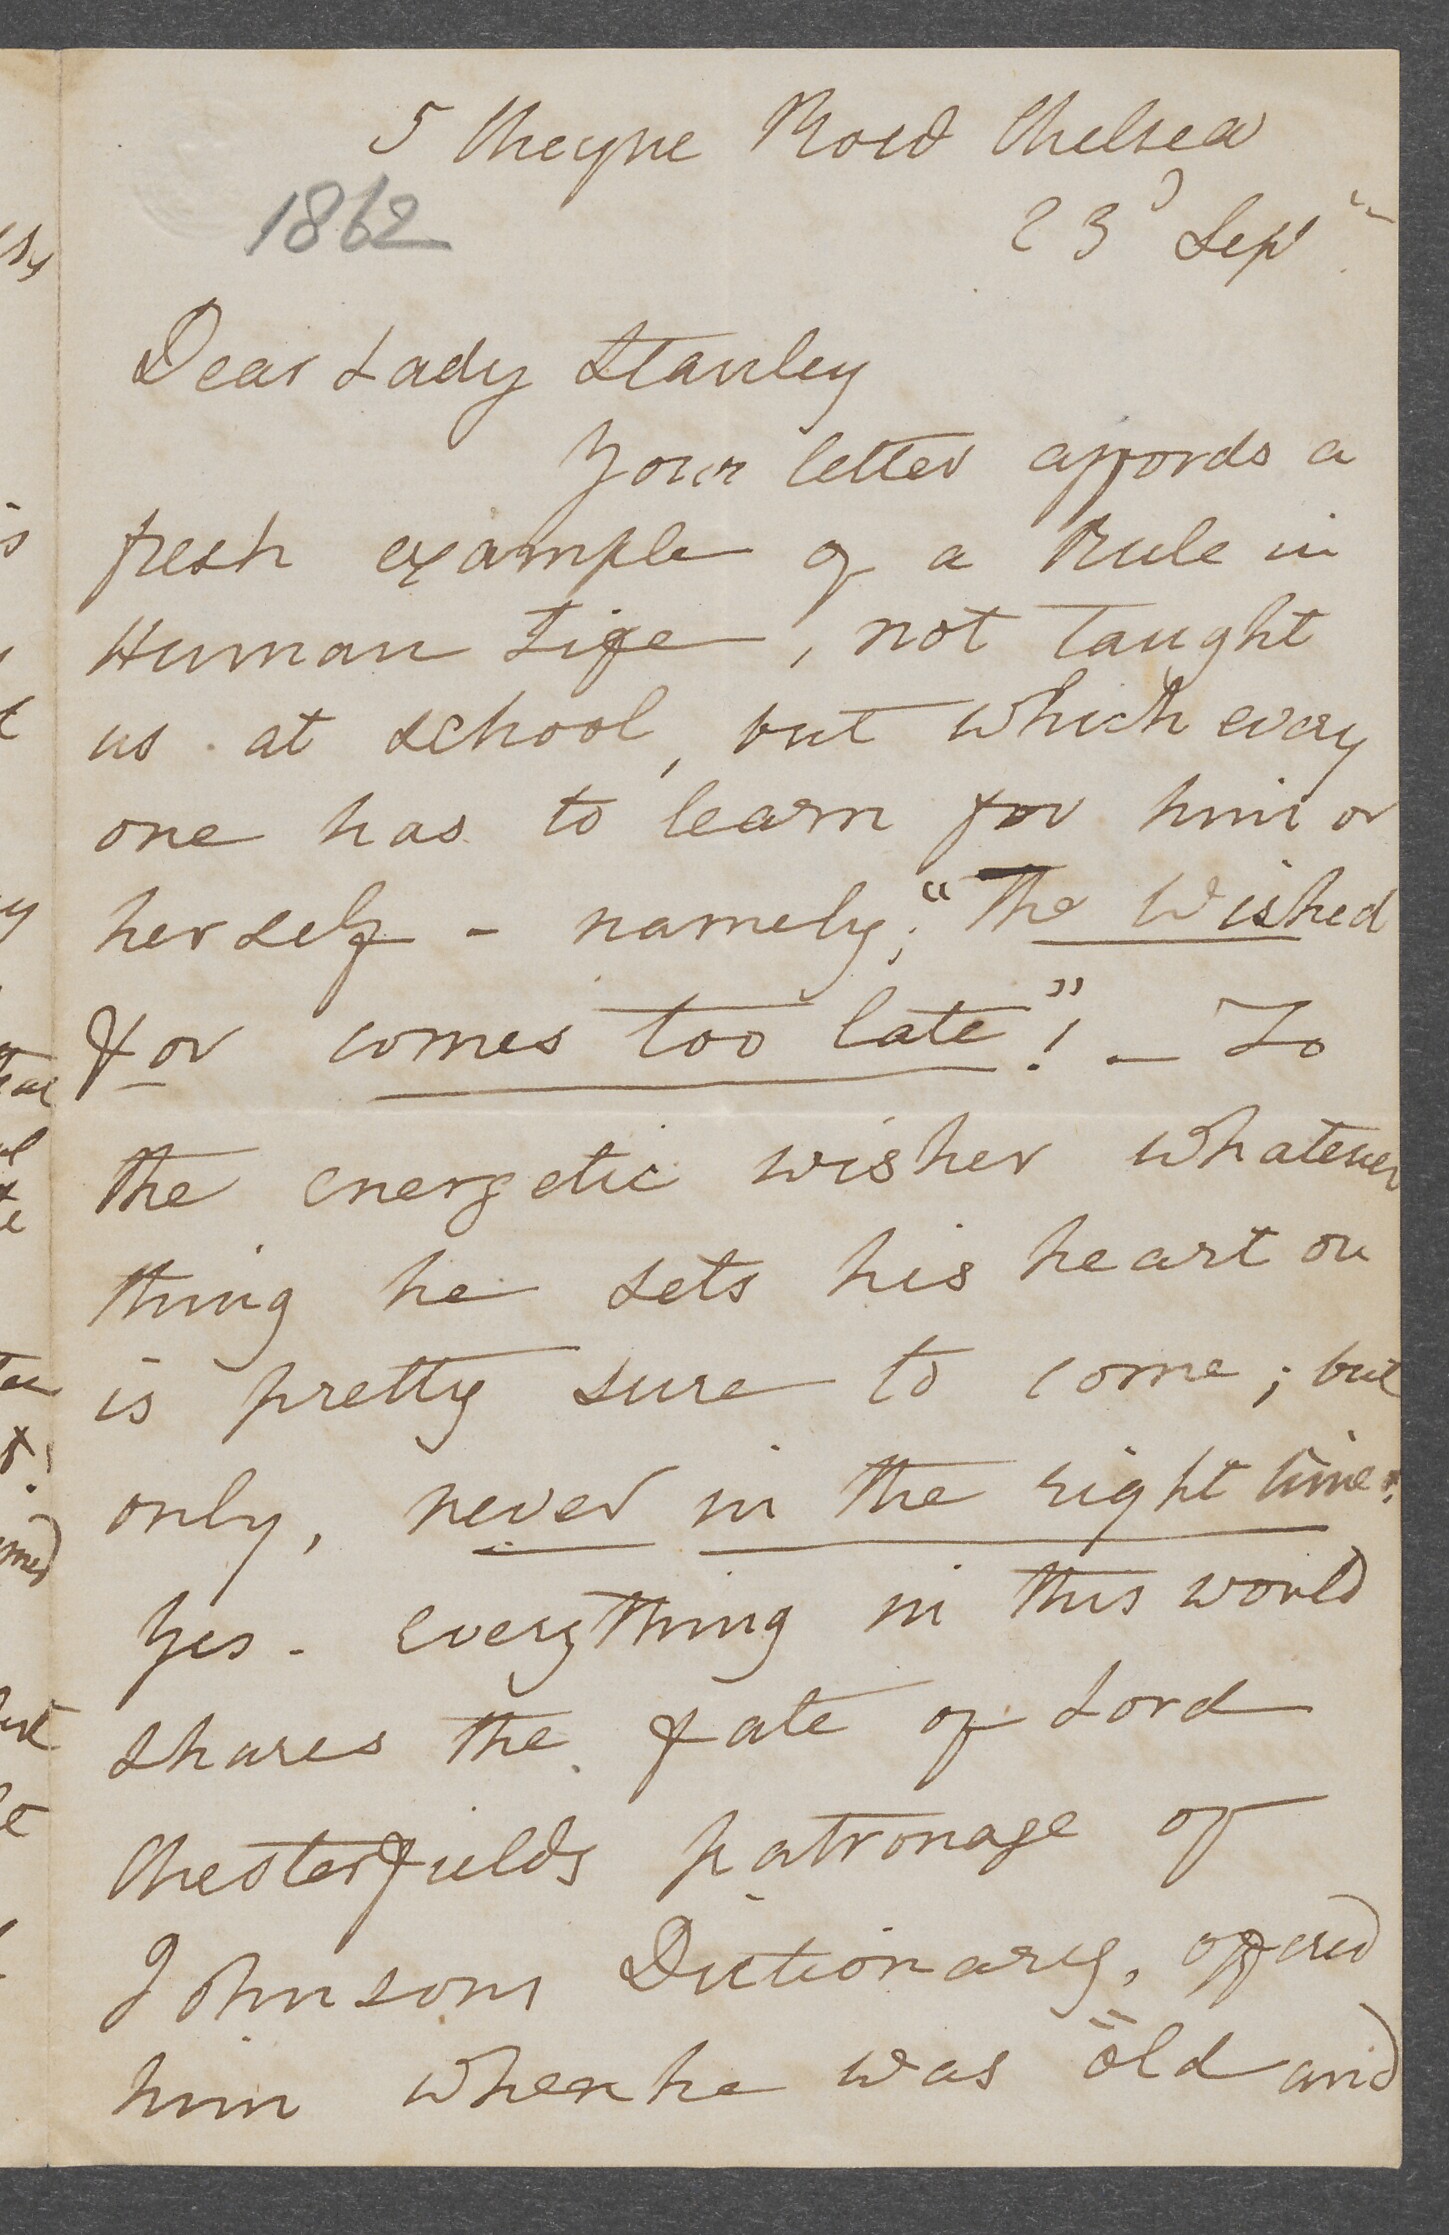 5 Cheyne Row Chelsea
1862
23d Sept
Dear Lady Stanley
Your letter affords a
fresh example of a Rule in
Human Life, not taught
us at school, but which every
one has to learn for him or
herself - namely; "The Wished
for comes too late"! - To
the energetic wisher whatever
thing he sets his heart on
is pretty sure to come; but
only, never in the right time.
Yes - everything in this world
shares the fate of Lord
Chesterfields patronage of
Johnsons Dictionary, offered
him when he was "old and